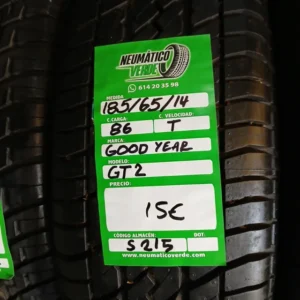 NEUMÁTICO
VERDE
614 20 35 98
MEDIDA
185/65/14
C. CARGA: C. VELOCIDAD:
86 T
MARCA:
GOOD YEAR
MODELO:
GT2
PRECIO:
15€
CÓDIGO ALMACÉN: DOT:
S215
www.neumaticoverde.com